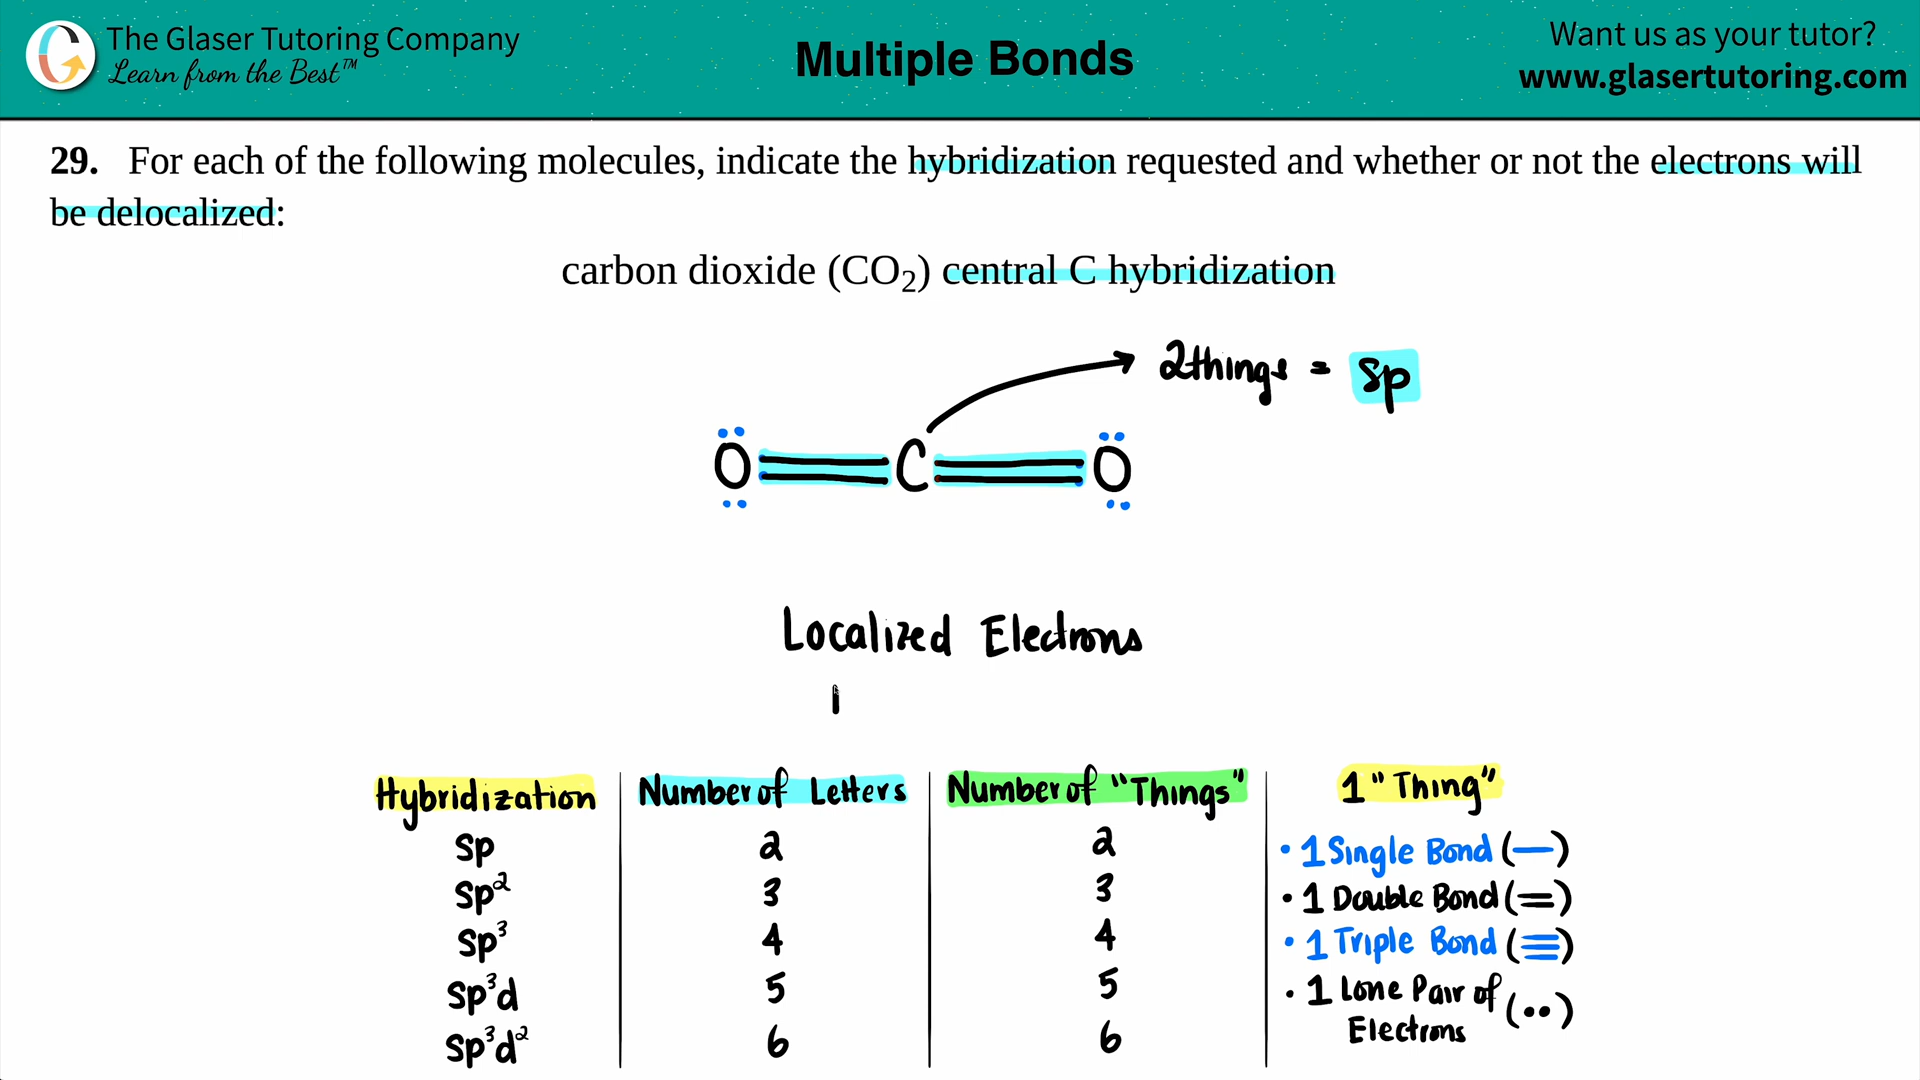 The Glaser Tutoring Company
Learn from the Best™
Multiple Bonds
Want us as your tutor?
www.glasertutoring.com
29. For each of the following molecules, indicate the hybridization requested and whether or not the electrons will
be delocalized:
carbon dioxide (CO₂) central C hybridization
2things = sp
O=C=O
Localized Electrons
Hybridization Number of Letters Number of "Things" 1 "Thing"
sp 2 2 • 1 Single Bond (—)
sp² 3 3 • 1 Double Bond (=)
sp³ 4 4 • 1 Triple Bond (≡)
sp³d 5 5 • 1 Lone Pair of Electrons (••)
sp³d² 6 6